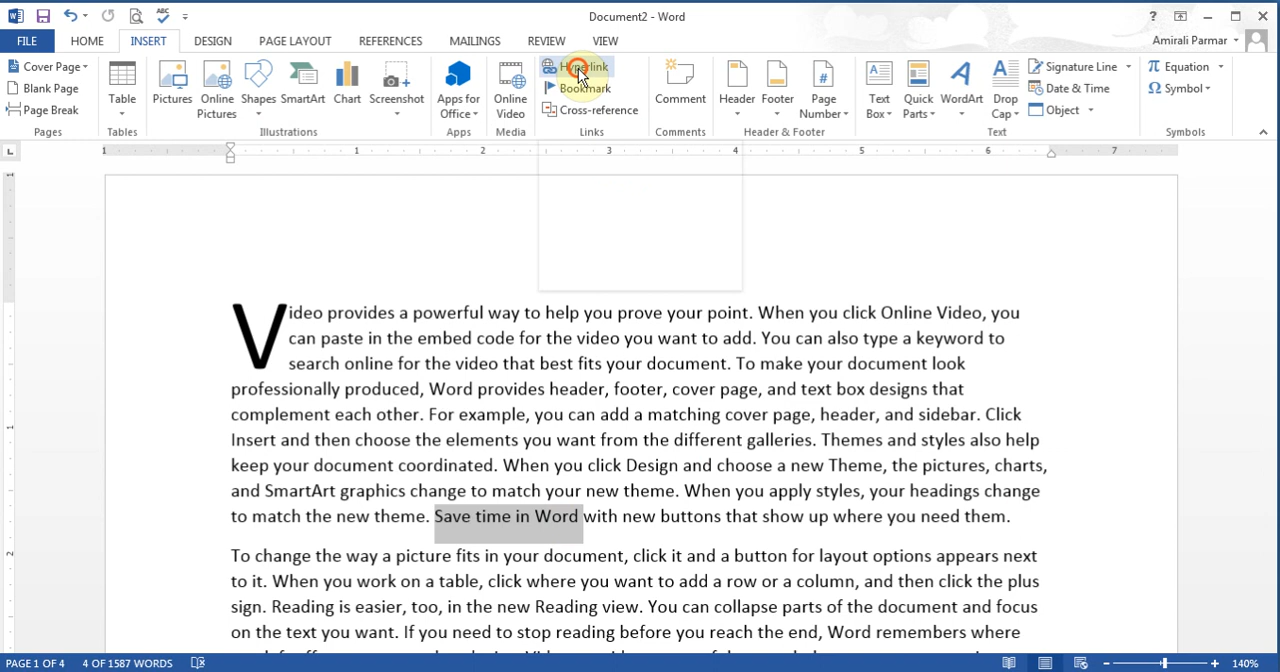 Document2 - Word
?
FILE HOME INSERT DESIGN PAGE LAYOUT REFERENCES MAILINGS REVIEW VIEW Amirali Parmar
Cover Page
Blank Page
Page Break
Pages
Table
Tables
Pictures
Online
Pictures
Shapes
SmartArt
Chart
Screenshot
Illustrations
Apps for
Office
Apps
Online
Video
Media
Hyperlink
Bookmark
Cross-reference
Links
Comment
Comments
Header
Footer
Page
Number
Header & Footer
Text
Box
Quick
Parts
WordArt
Drop
Cap
Signature Line
Date & Time
Object
Text
Equation
Symbol
Symbols
1 1 2 3 4 5 6 7
1
1
2
Video provides a powerful way to help you prove your point. When you click Online Video, you
can paste in the embed code for the video you want to add. You can also type a keyword to
search online for the video that best fits your document. To make your document look
professionally produced, Word provides header, footer, cover page, and text box designs that
complement each other. For example, you can add a matching cover page, header, and sidebar. Click
Insert and then choose the elements you want from the different galleries. Themes and styles also help
keep your document coordinated. When you click Design and choose a new Theme, the pictures, charts,
and SmartArt graphics change to match your new theme. When you apply styles, your headings change
to match the new theme. Save time in Word with new buttons that show up where you need them.
To change the way a picture fits in your document, click it and a button for layout options appears next
to it. When you work on a table, click where you want to add a row or a column, and then click the plus
sign. Reading is easier, too, in the new Reading view. You can collapse parts of the document and focus
on the text you want. If you need to stop reading before you reach the end, Word remembers where
PAGE 1 OF 4 4 OF 1587 WORDS 140%